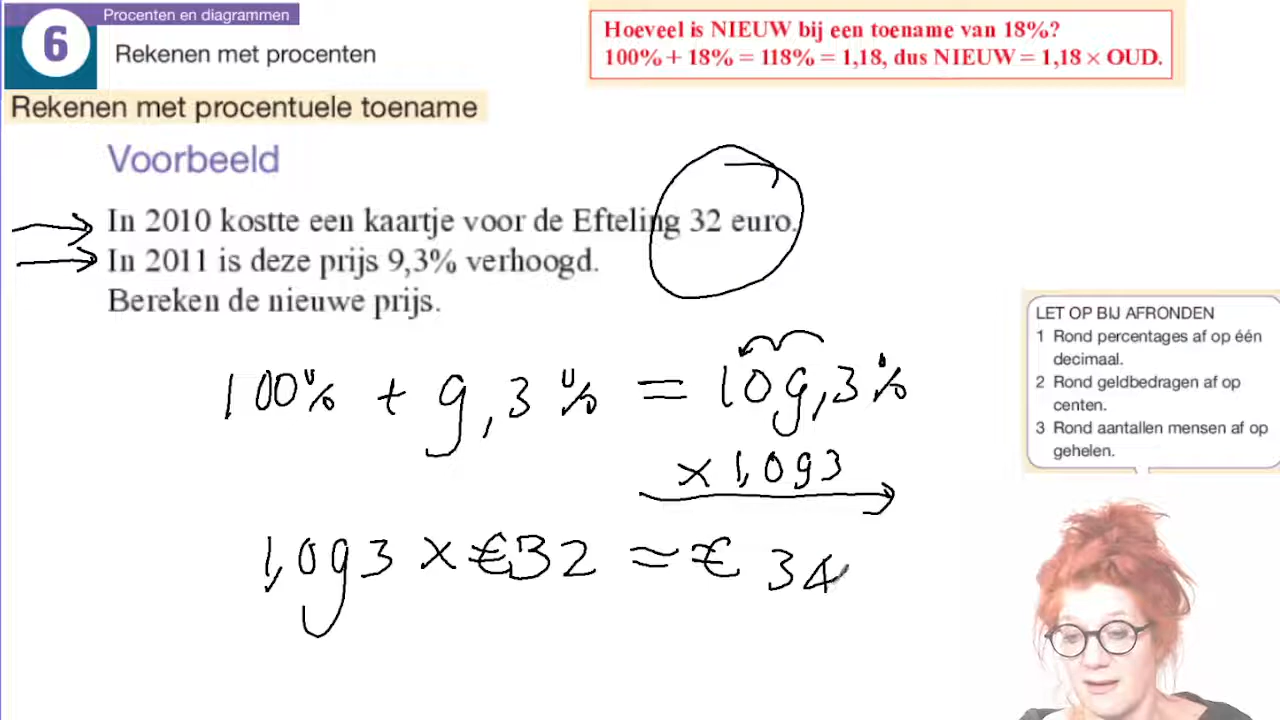 Procenten en diagrammen
6
Rekenen met procenten
Hoeveel is NIEUW bij een toename van 18%?
100% + 18% = 118% = 1,18, dus NIEUW = 1,18 × OUD.
Rekenen met procentuele toename
Voorbeeld
In 2010 kostte een kaartje voor de Efteling 32 euro.
In 2011 is deze prijs 9,3% verhoogd.
Bereken de nieuwe prijs.
LET OP BIJ AFRONDEN
1 Rond percentages af op één
decimaal.
2 Rond geldbedragen af op
centen.
3 Rond aantallen mensen af op
gehelen.
100% + 9,3% = 109,3%
× 1,093
1,093 × €32 = € 34